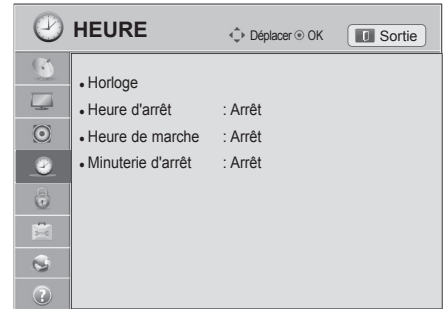 HEURE
Déplacer OK
Sortie
• Horloge
• Heure d'arrêt : Arrêt
• Heure de marche : Arrêt
• Minuterie d'arrêt : Arrêt